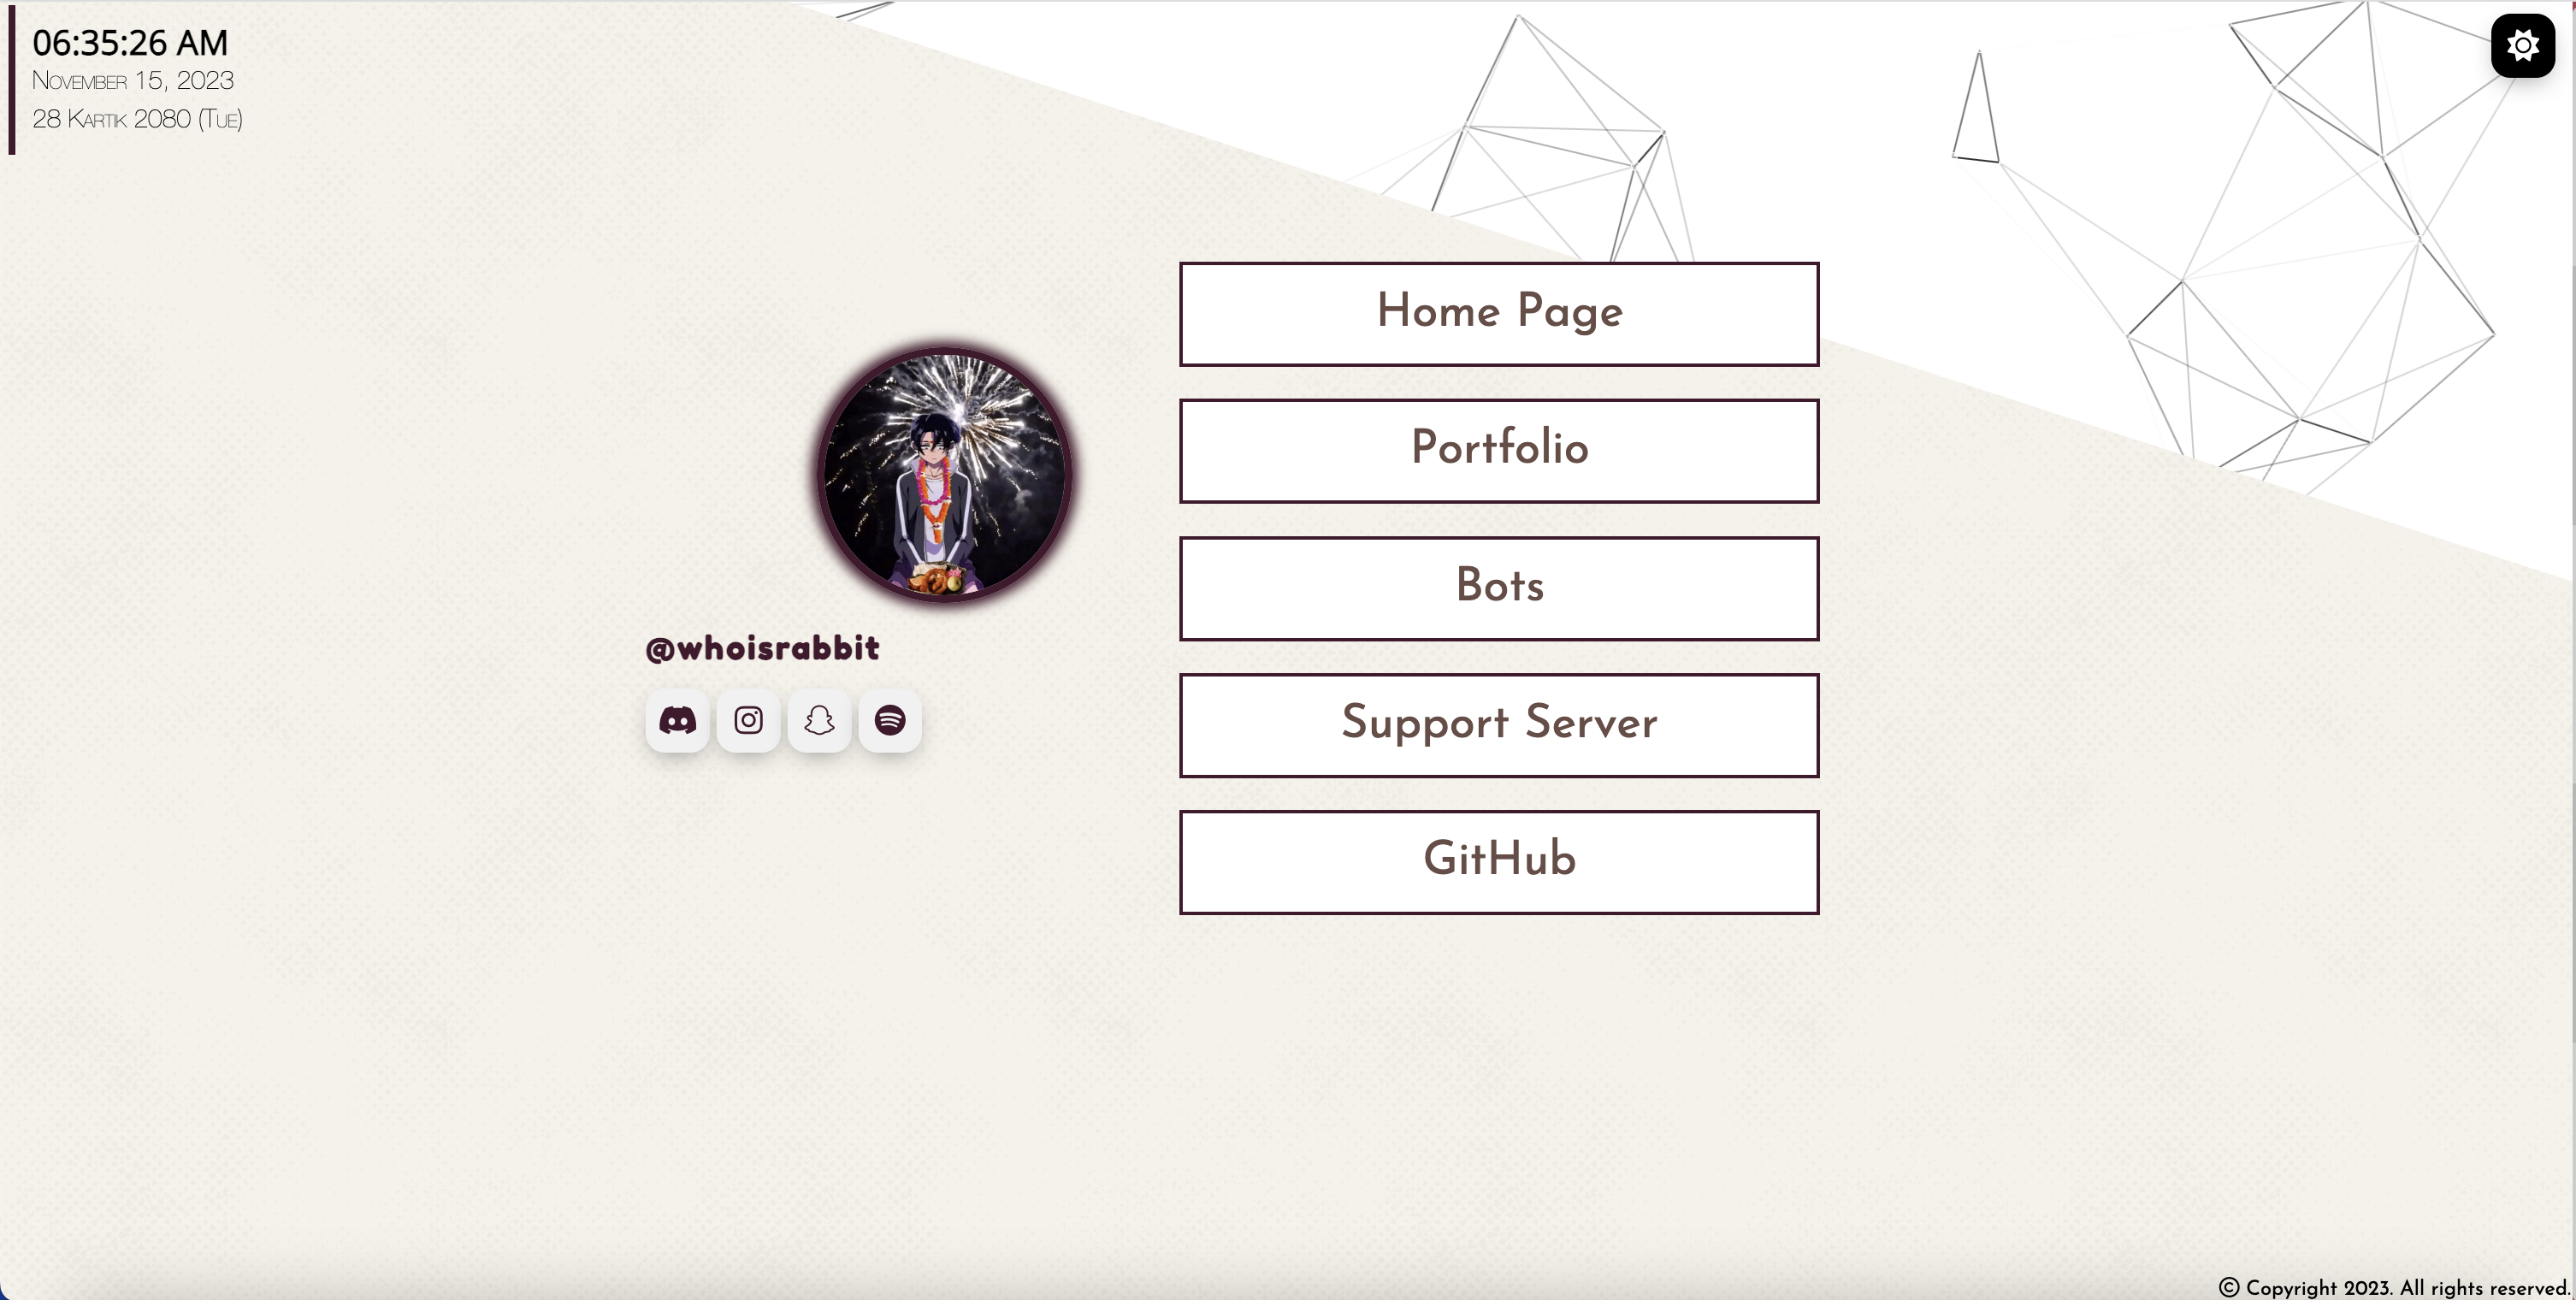 06:35:26 AM
November 15, 2023
28 Kartik 2080 (Tue)
Home Page
Portfolio
Bots
@whoisrabbit
Support Server
GitHub
© Copyright 2023. All rights reserved.